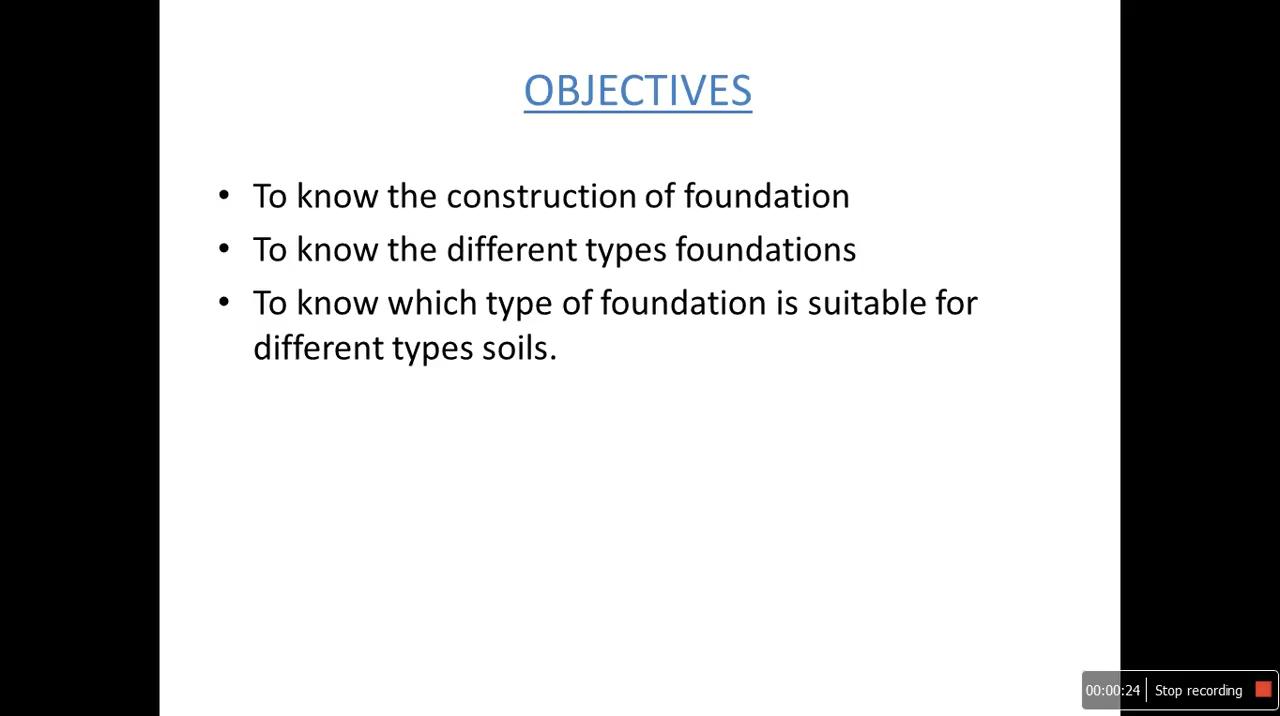 OBJECTIVES
• To know the construction of foundation
• To know the different types foundations
• To know which type of foundation is suitable for
different types soils.
00:00:24 Stop recording